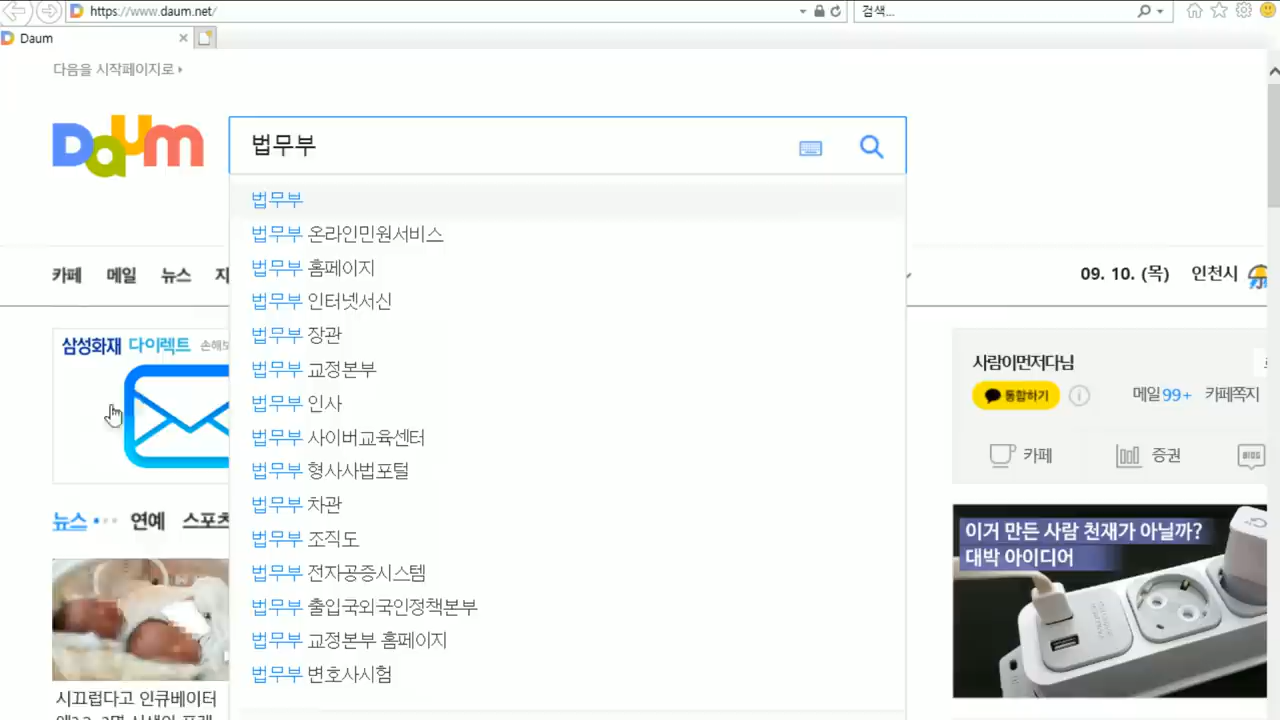 https://www.daum.net/
검색...
Daum
다음을 시작페이지로
Daum
법무부
법무부
법무부 온라인민원서비스
법무부 홈페이지
법무부 인터넷서신
법무부 장관
법무부 교정본부
법무부 인사
법무부 사이버교육센터
법무부 형사사법포털
법무부 차관
법무부 조직도
법무부 전자공증시스템
법무부 출입국외국인정책본부
법무부 교정본부 홈페이지
법무부 변호사시험
카페 메일 뉴스
09. 10. (목) 인천시
삼성화재 다이렉트
사람이먼저다님
통합하기
메일 99+ 카페쪽지
카페 증권
뉴스 연예 스포츠
이거 만든 사람 천재가 아닐까?
대박 아이디어
시끄럽다고 인큐베이터